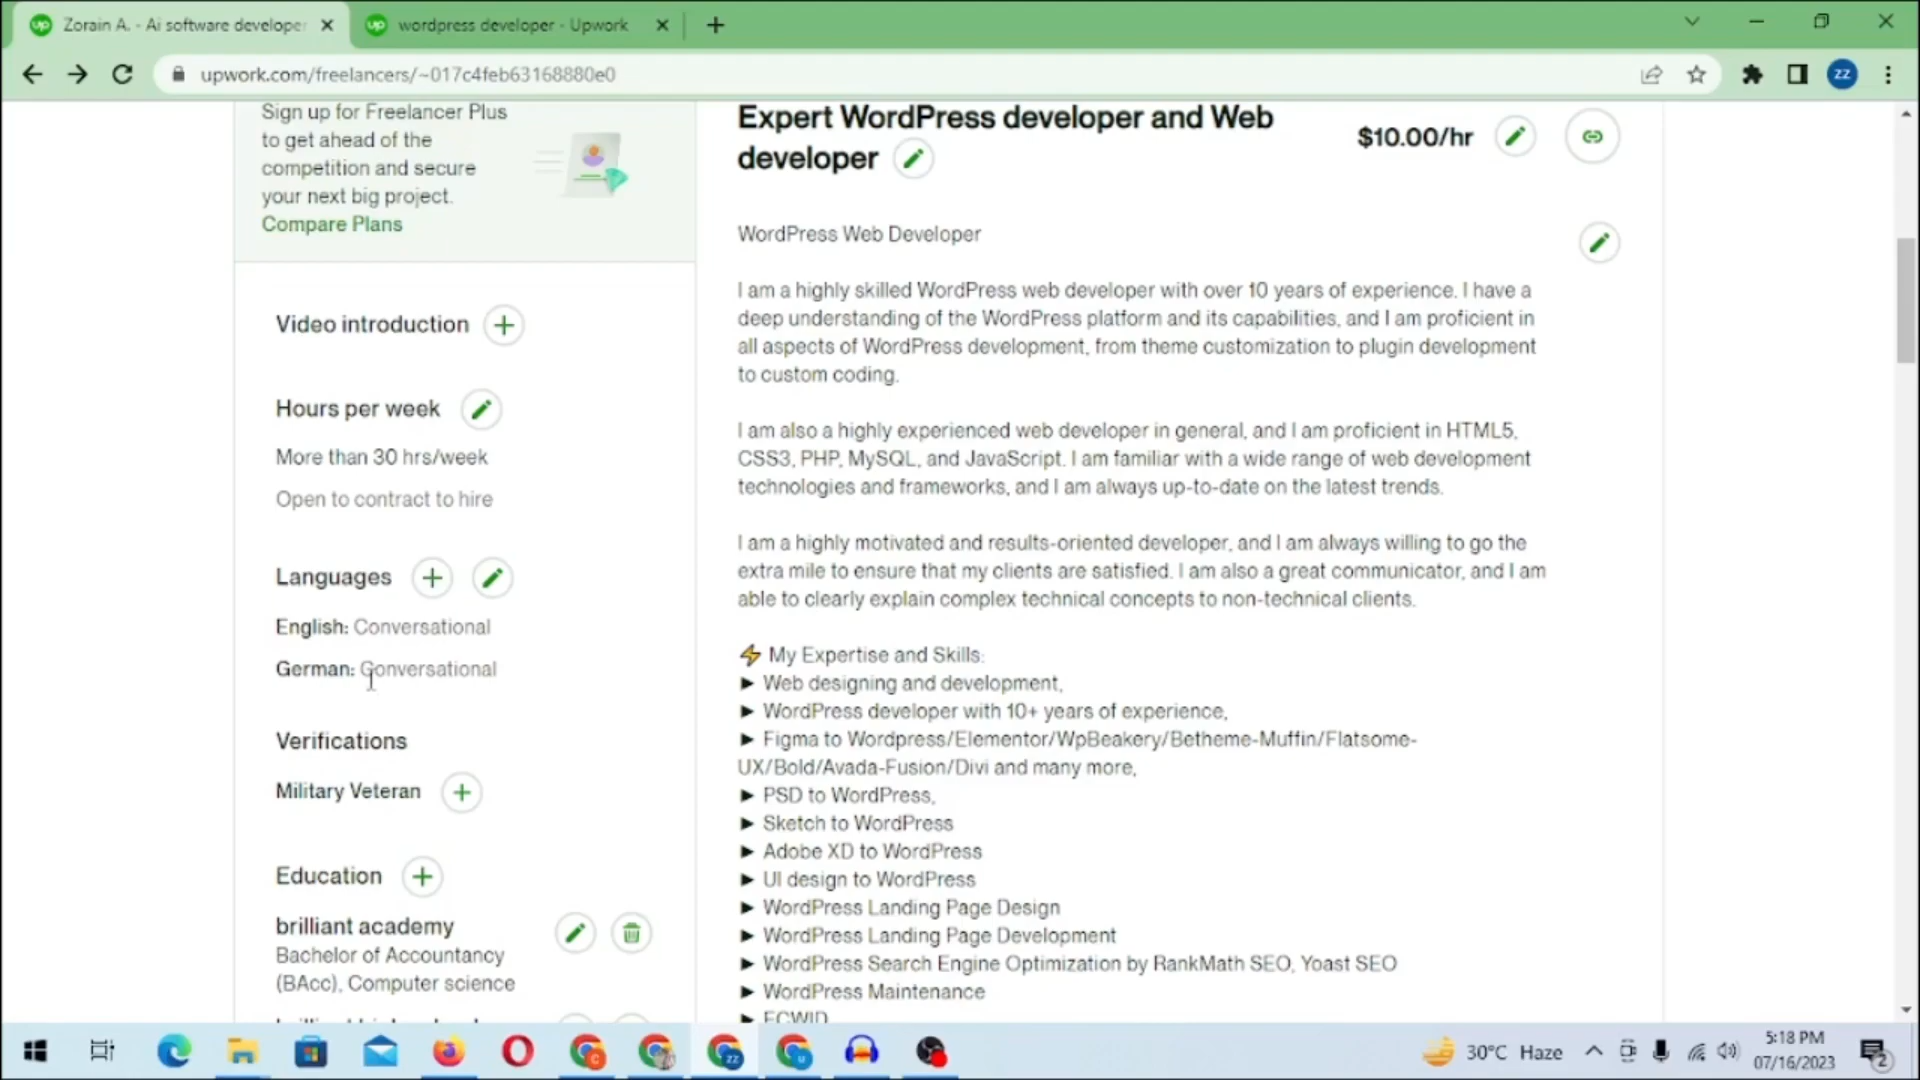 Zorain A. - Ai software developer
wordpress developer - Upwork
upwork.com/freelancers/~017c4feb63168880e0
ZZ
Sign up for Freelancer Plus
to get ahead of the
competition and secure
your next big project.
Compare Plans
Video introduction
Hours per week
More than 30 hrs/week
Open to contract to hire
Languages
English: Conversational
German: Conversational
Verifications
Military Veteran
Education
brilliant academy
Bachelor of Accountancy
(BAcc), Computer science
Expert WordPress developer and Web
developer
$10.00/hr
WordPress Web Developer
I am a highly skilled WordPress web developer with over 10 years of experience. I have a
deep understanding of the WordPress platform and its capabilities, and I am proficient in
all aspects of WordPress development, from theme customization to plugin development
to custom coding.
I am also a highly experienced web developer in general, and I am proficient in HTML5,
CSS3, PHP, MySQL, and JavaScript. I am familiar with a wide range of web development
technologies and frameworks, and I am always up-to-date on the latest trends.
I am a highly motivated and results-oriented developer, and I am always willing to go the
extra mile to ensure that my clients are satisfied. I am also a great communicator, and I am
able to clearly explain complex technical concepts to non-technical clients.
⚡ My Expertise and Skills:
► Web designing and development,
► WordPress developer with 10+ years of experience,
► Figma to Wordpress/Elementor/WpBeakery/Betheme-Muffin/Flatsome-
UX/Bold/Avada-Fusion/Divi and many more,
► PSD to WordPress,
► Sketch to WordPress
► Adobe XD to WordPress
► UI design to WordPress
► WordPress Landing Page Design
► WordPress Landing Page Development
► WordPress Search Engine Optimization by RankMath SEO, Yoast SEO
► WordPress Maintenance
► ECWID
30°C Haze
5:18 PM
07/16/2023
2